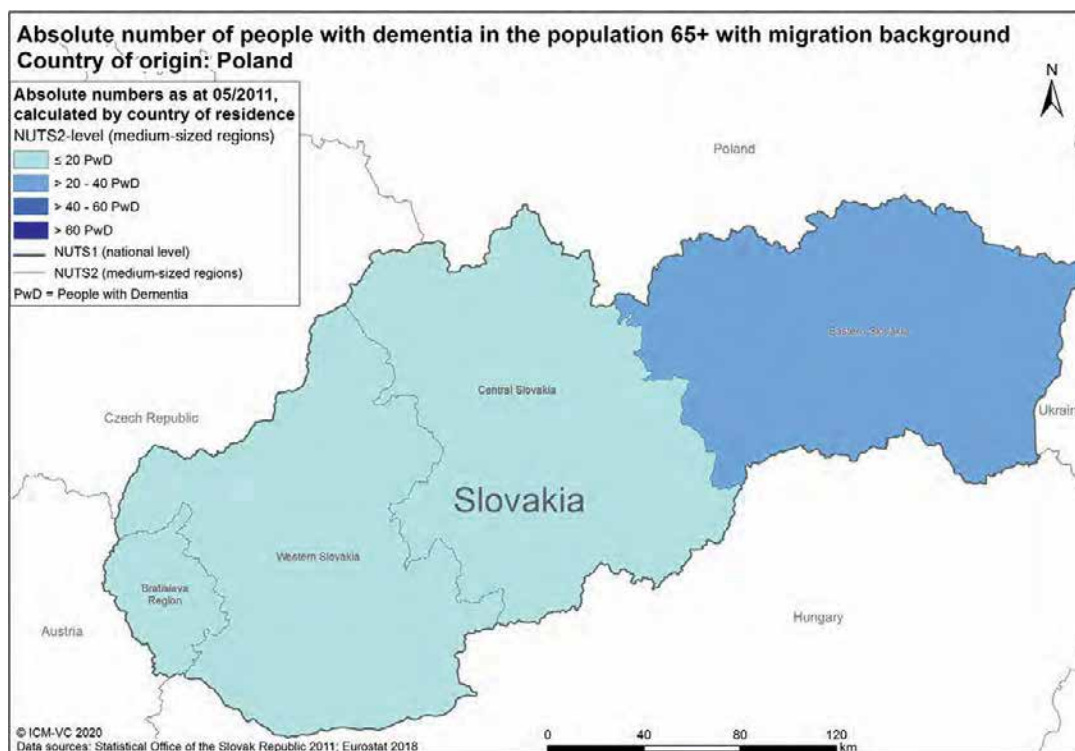 Absolute number of people with dementia in the population 65+ with migration background
Country of origin: Poland
Absolute numbers as at 05/2011,
calculated by country of residence
NUTS2-level (medium-sized regions)
≤ 20 PwD
> 20 - 40 PwD
> 40 - 60 PwD
> 60 PwD
NUTS1 (national level)
NUTS2 (medium-sized regions)
PwD = People with Dementia
N
Poland
Eastern Slovakia
Central Slovakia
Czech Republic
Ukrain
Slovakia
Western Slovakia
Bratislava
Region
Austria
Hungary
© ICM-VC 2020
Data sources: Statistical Office of the Slovak Republic 2011; Eurostat 2018
0 40 80 120
km